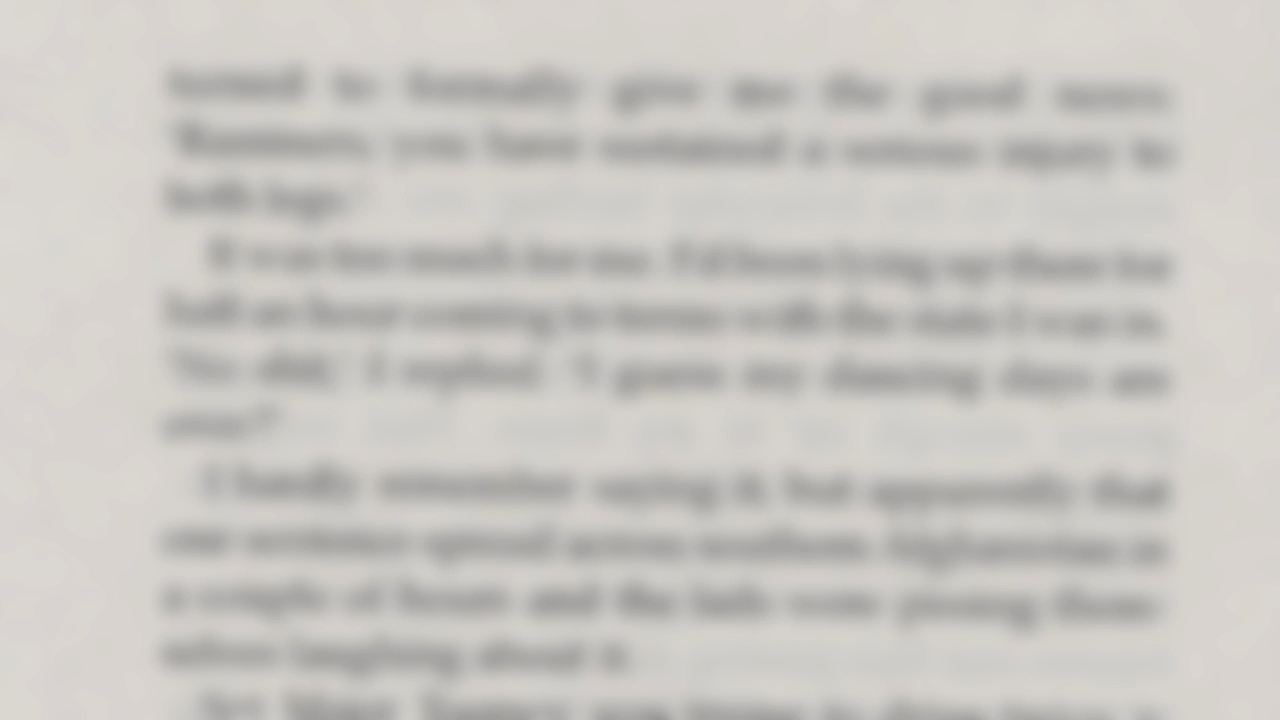 turned to formally give me the good news:
you have sustained a serious injury to
both legs.'
It was too much for me. I'd been lying up there for
half an hour coming to terms with the state I was in.
'No shit,' I replied. 'I guess my dancing days are
over?'
I hardly remember saying it, but apparently that
one sentence spread across southern Afghanistan in
a couple of hours and the lads were pissing them-
selves laughing about it.